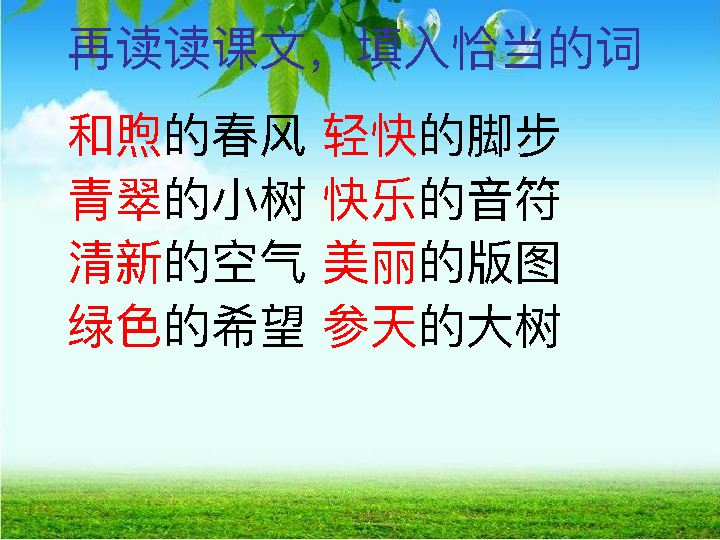 再读读课文，填入恰当的词
和煦的春风 轻快的脚步
青翠的小树 快乐的音符
清新的空气 美丽的版图
绿色的希望 参天的大树